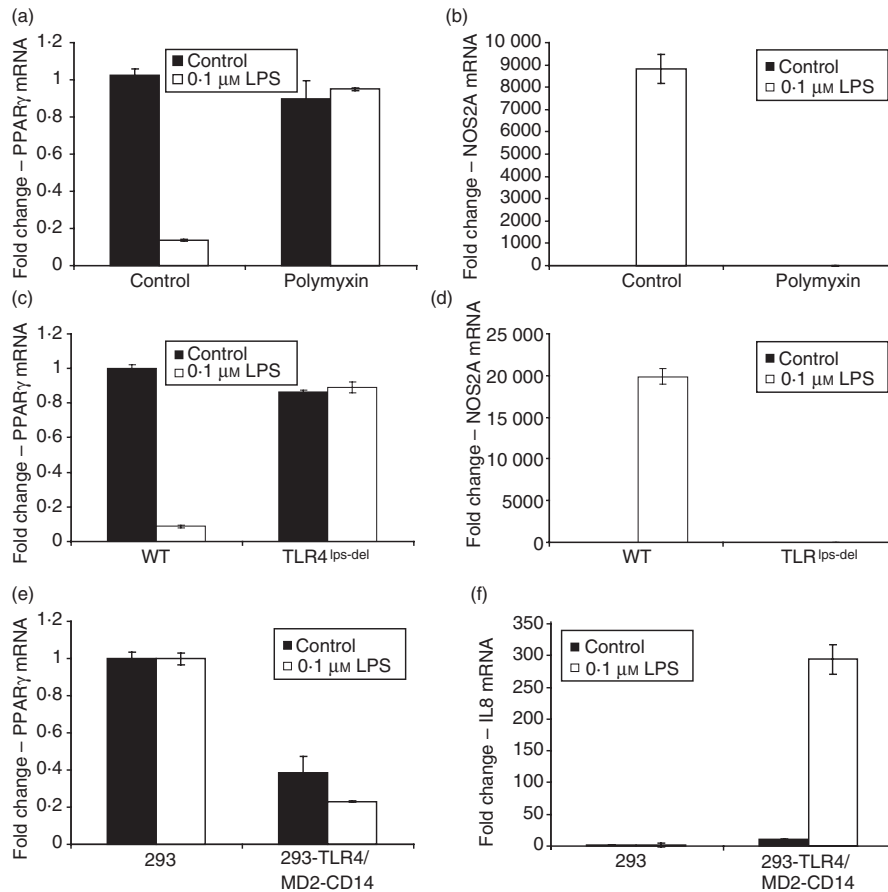 (a)
Fold change – PPARγ mRNA
1·2
1
0·8
0·6
0·4
0·2
0
Control
0·1 μM LPS
Control
Polymyxin
(b)
Fold change – NOS2A mRNA
10 000
9000
8000
7000
6000
5000
4000
3000
2000
1000
0
Control
0·1 μM LPS
Control
Polymyxin
(c)
Fold change – PPARγ mRNA
1·2
1
0·8
0·6
0·4
0·2
0
Control
0·1 μM LPS
WT
TLR4lps-del
(d)
Fold change – NOS2A mRNA
25 000
20 000
15 000
10 000
5000
0
Control
0·1 μM LPS
WT
TLRlps-del
(e)
Fold change – PPARγ mRNA
1·2
1
0·8
0·6
0·4
0·2
0
Control
0·1 μM LPS
293
293-TLR4/
MD2-CD14
(f)
Fold change – IL8 mRNA
350
300
250
200
150
100
50
0
Control
0·1 μM LPS
293
293-TLR4/
MD2-CD14